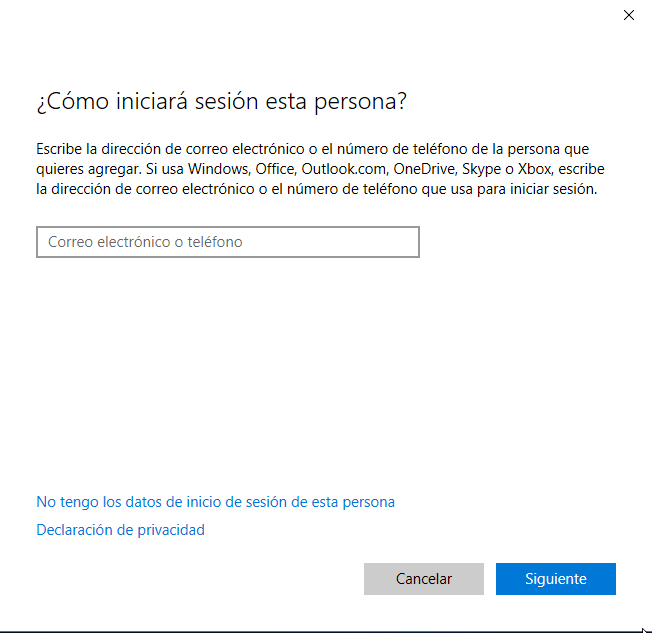 ¿Cómo iniciará sesión esta persona?
Escribe la dirección de correo electrónico o el número de teléfono de la persona que
quieres agregar. Si usa Windows, Office, Outlook.com, OneDrive, Skype o Xbox, escribe
la dirección de correo electrónico o el número de teléfono que usa para iniciar sesión.
Correo electrónico o teléfono
No tengo los datos de inicio de sesión de esta persona
Declaración de privacidad
Cancelar
Siguiente